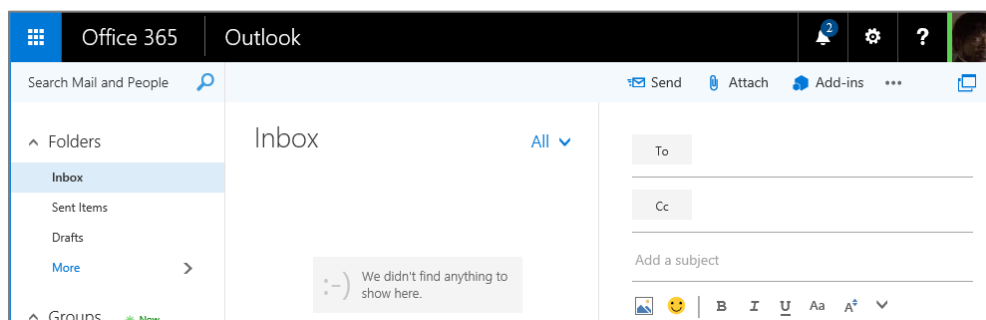 Office 365
Outlook
2
?
Search Mail and People
Send
Attach
Add-ins
•••
Folders
Inbox
Sent Items
Drafts
More
Groups
New
Inbox
All
:-)
We didn't find anything to
show here.
To
Cc
Add a subject
B I U Aa A